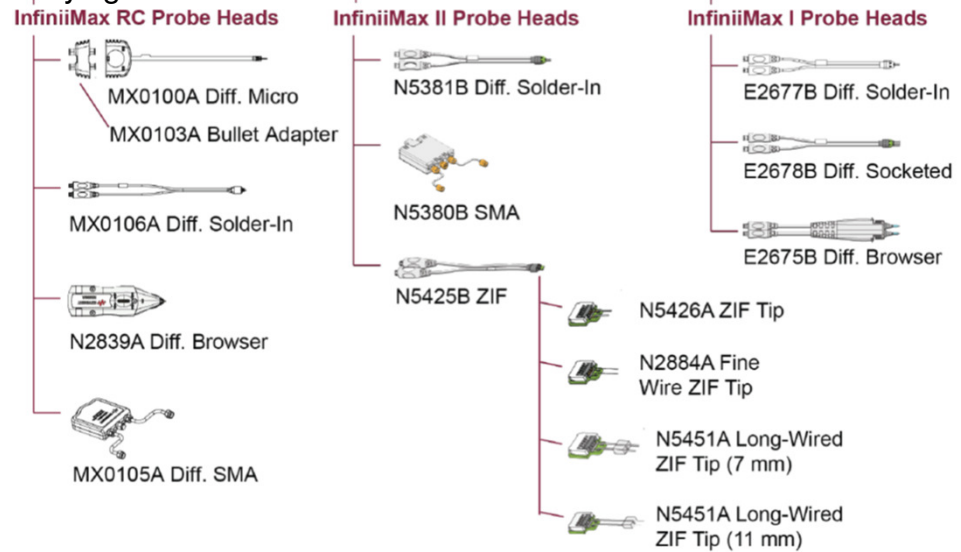 InfiniiMax RC Probe Heads
MX0100A Diff. Micro
MX0103A Bullet Adapter
MX0106A Diff. Solder-In
N2839A Diff. Browser
MX0105A Diff. SMA
InfiniiMax II Probe Heads
N5381B Diff. Solder-In
N5380B SMA
N5425B ZIF
N5426A ZIF Tip
N2884A Fine
Wire ZIF Tip
N5451A Long-Wired
ZIF Tip (7 mm)
N5451A Long-Wired
ZIF Tip (11 mm)
InfiniiMax I Probe Heads
E2677B Diff. Solder-In
E2678B Diff. Socketed
E2675B Diff. Browser